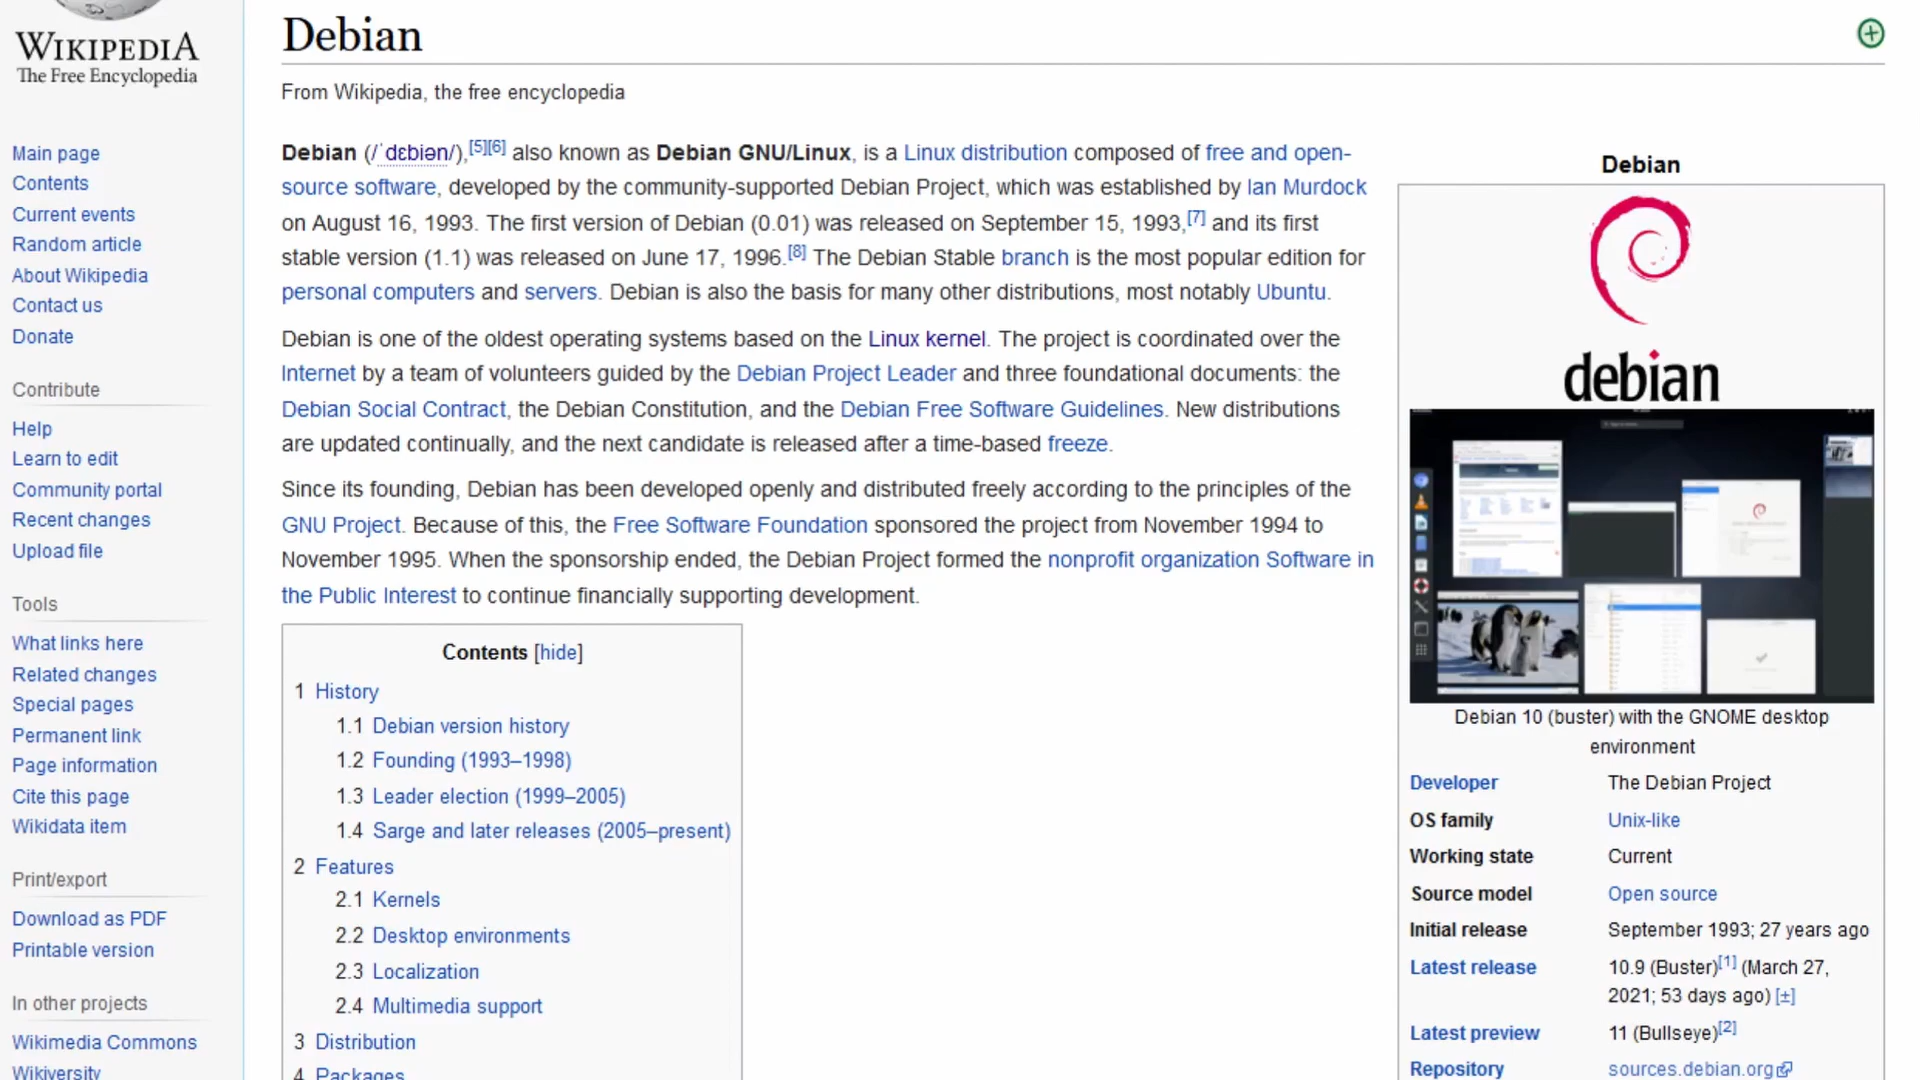 WIKIPEDIA
The Free Encyclopedia
Main page
Contents
Current events
Random article
About Wikipedia
Contact us
Donate
Contribute
Help
Learn to edit
Community portal
Recent changes
Upload file
Tools
What links here
Related changes
Special pages
Permanent link
Page information
Cite this page
Wikidata item
Print/export
Download as PDF
Printable version
In other projects
Wikimedia Commons
Wikiversity
Debian
From Wikipedia, the free encyclopedia
Debian (/ˈdɛbiən/),[5][6] also known as Debian GNU/Linux, is a Linux distribution composed of free and open-
source software, developed by the community-supported Debian Project, which was established by Ian Murdock
on August 16, 1993. The first version of Debian (0.01) was released on September 15, 1993,[7] and its first
stable version (1.1) was released on June 17, 1996.[8] The Debian Stable branch is the most popular edition for
personal computers and servers. Debian is also the basis for many other distributions, most notably Ubuntu.
Debian is one of the oldest operating systems based on the Linux kernel. The project is coordinated over the
Internet by a team of volunteers guided by the Debian Project Leader and three foundational documents: the
Debian Social Contract, the Debian Constitution, and the Debian Free Software Guidelines. New distributions
are updated continually, and the next candidate is released after a time-based freeze.
Since its founding, Debian has been developed openly and distributed freely according to the principles of the
GNU Project. Because of this, the Free Software Foundation sponsored the project from November 1994 to
November 1995. When the sponsorship ended, the Debian Project formed the nonprofit organization Software in
the Public Interest to continue financially supporting development.
Contents [hide]
1 History
1.1 Debian version history
1.2 Founding (1993–1998)
1.3 Leader election (1999–2005)
1.4 Sarge and later releases (2005–present)
2 Features
2.1 Kernels
2.2 Desktop environments
2.3 Localization
2.4 Multimedia support
3 Distribution
4 Packages
Debian
debian
Debian 10 (buster) with the GNOME desktop
environment
Developer The Debian Project
OS family Unix-like
Working state Current
Source model Open source
Initial release September 1993; 27 years ago
Latest release 10.9 (Buster)[1] (March 27,
2021; 53 days ago) [±]
Latest preview 11 (Bullseye)[2]
Repository sources.debian.org